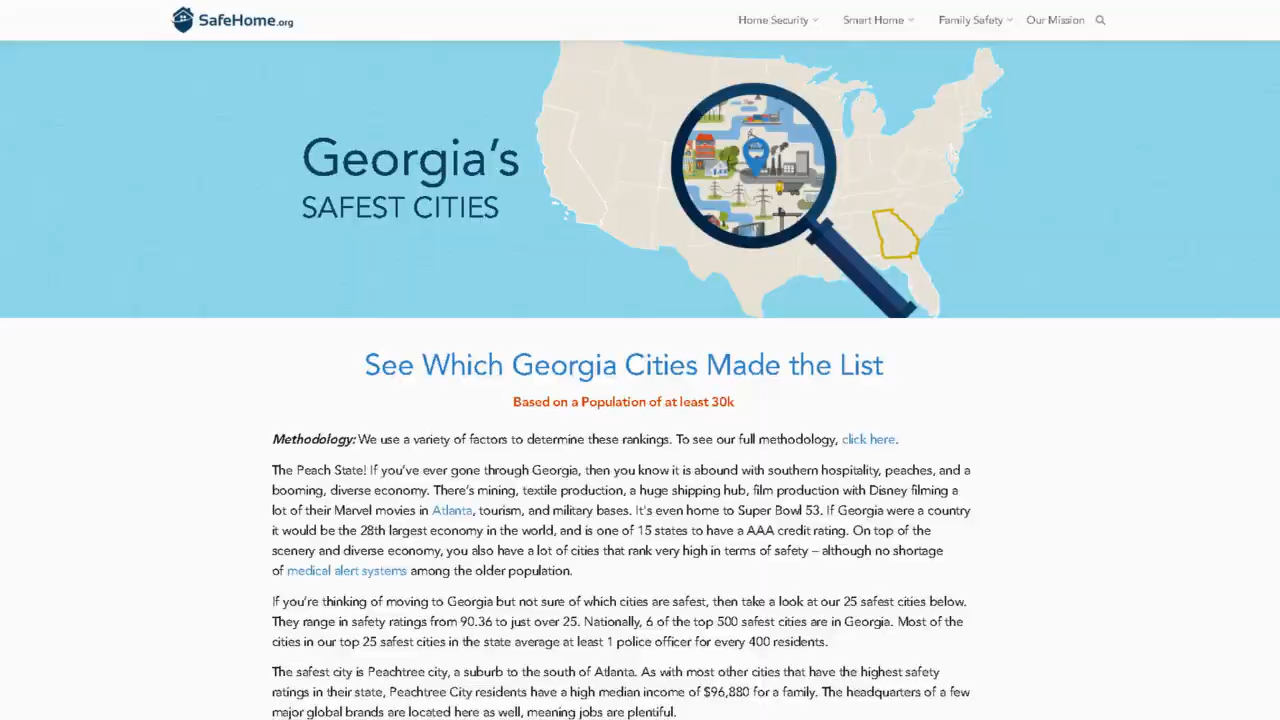 SafeHome.org
Home Security
Smart Home
Family Safety
Our Mission
Georgia's
SAFEST CITIES
See Which Georgia Cities Made the List
Based on a Population of at least 30k
Methodology: We use a variety of factors to determine these rankings. To see our full methodology, click here.
The Peach State! If you've ever gone through Georgia, then you know it is abound with southern hospitality, peaches, and a
booming, diverse economy. There's mining, textile production, a huge shipping hub, film production with Disney filming a
lot of their Marvel movies in Atlanta, tourism, and military bases. It's even home to Super Bowl 53. If Georgia were a country
it would be the 28th largest economy in the world, and is one of 15 states to have a AAA credit rating. On top of the
scenery and diverse economy, you also have a lot of cities that rank very high in terms of safety – although no shortage
of medical alert systems among the older population.
If you're thinking of moving to Georgia but not sure of which cities are safest, then take a look at our 25 safest cities below.
They range in safety ratings from 90.36 to just over 25. Nationally, 6 of the top 500 safest cities are in Georgia. Most of the
cities in our top 25 safest cities in the state average at least 1 police officer for every 400 residents.
The safest city is Peachtree city, a suburb to the south of Atlanta. As with most other cities that have the highest safety
ratings in their state, Peachtree City residents have a high median income of $96,880 for a family. The headquarters of a few
major global brands are located here as well, meaning jobs are plentiful.